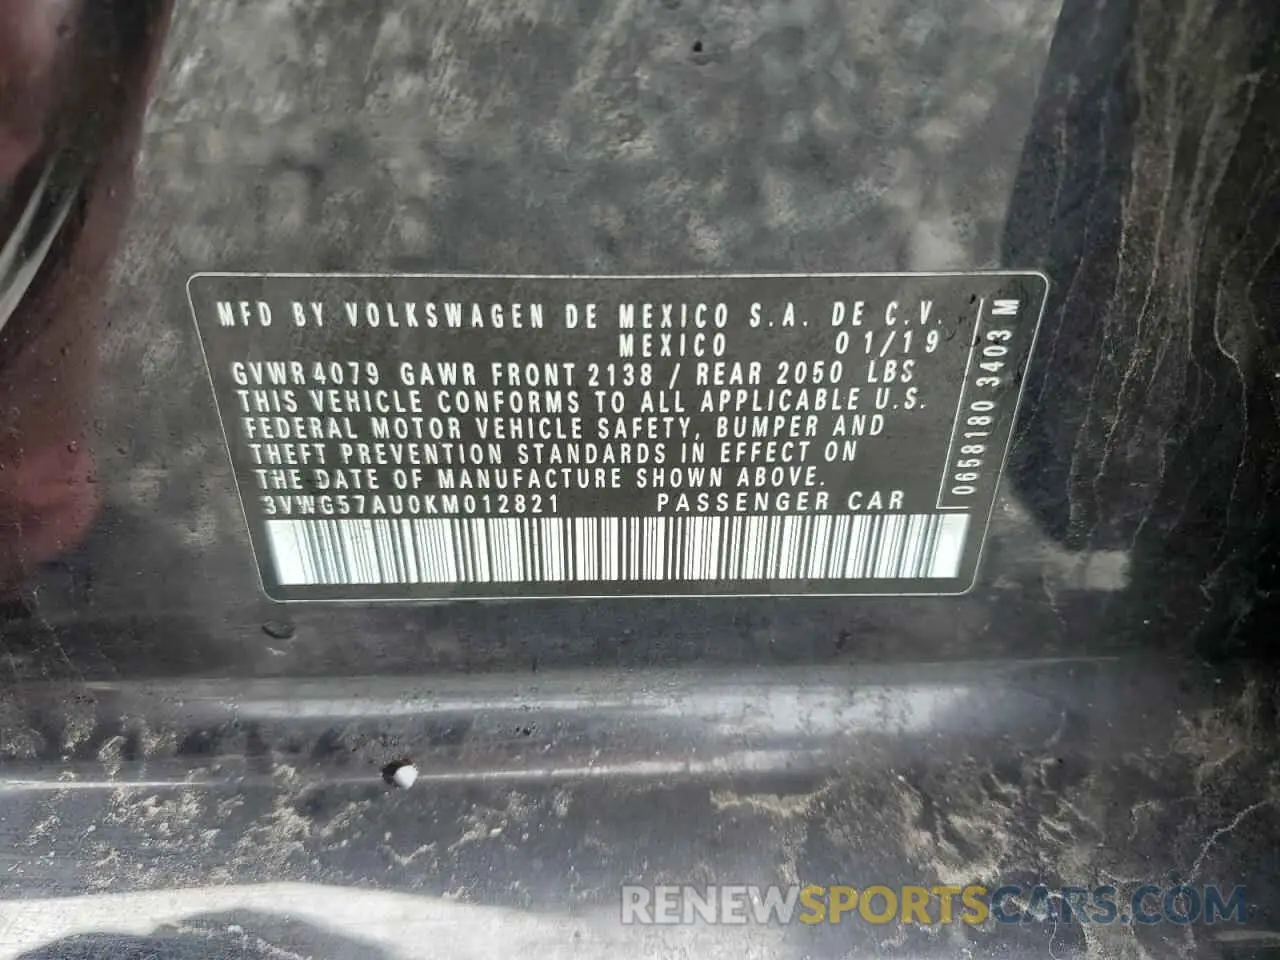 MFD BY VOLKSWAGEN DE MEXICO S.A. DE C.V.
MEXICO 01/19
GVWR 4079 GAWR FRONT 2138 / REAR 2050 LBS
THIS VEHICLE CONFORMS TO ALL APPLICABLE U.S.
FEDERAL MOTOR VEHICLE SAFETY, BUMPER AND
THEFT PREVENTION STANDARDS IN EFFECT ON
THE DATE OF MANUFACTURE SHOWN ABOVE.
3VWG57AU0KM012821 PASSENGER CAR
0658180 3403 M
RENEWSPORTSCARS.COM